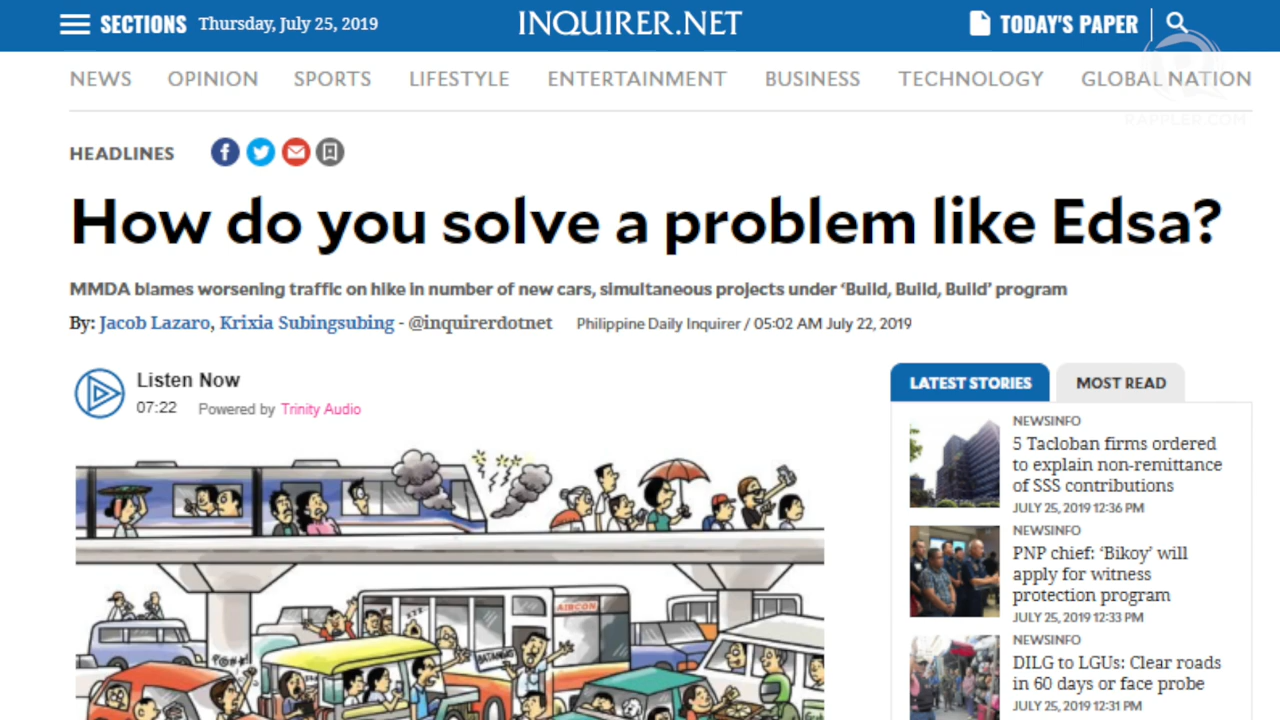 SECTIONS Thursday, July 25, 2019 INQUIRER.NET TODAY'S PAPER
NEWS OPINION SPORTS LIFESTYLE ENTERTAINMENT BUSINESS TECHNOLOGY GLOBAL NATION
RAPPLER.COM
HEADLINES
How do you solve a problem like Edsa?
MMDA blames worsening traffic on hike in number of new cars, simultaneous projects under ‘Build, Build, Build’ program
By: Jacob Lazaro, Krixia Subingsubing - @inquirerdotnet Philippine Daily Inquirer / 05:02 AM July 22, 2019
Listen Now
07:22 Powered by Trinity Audio
AIRCON
BATANGAS
P@#*!
zzz
LATEST STORIES MOST READ
NEWSINFO
5 Tacloban firms ordered
to explain non-remittance
of SSS contributions
JULY 25, 2019 12:36 PM
NEWSINFO
PNP chief: ‘Bikoy’ will
apply for witness
protection program
JULY 25, 2019 12:33 PM
NEWSINFO
DILG to LGUs: Clear roads
in 60 days or face probe
JULY 25, 2019 12:31 PM